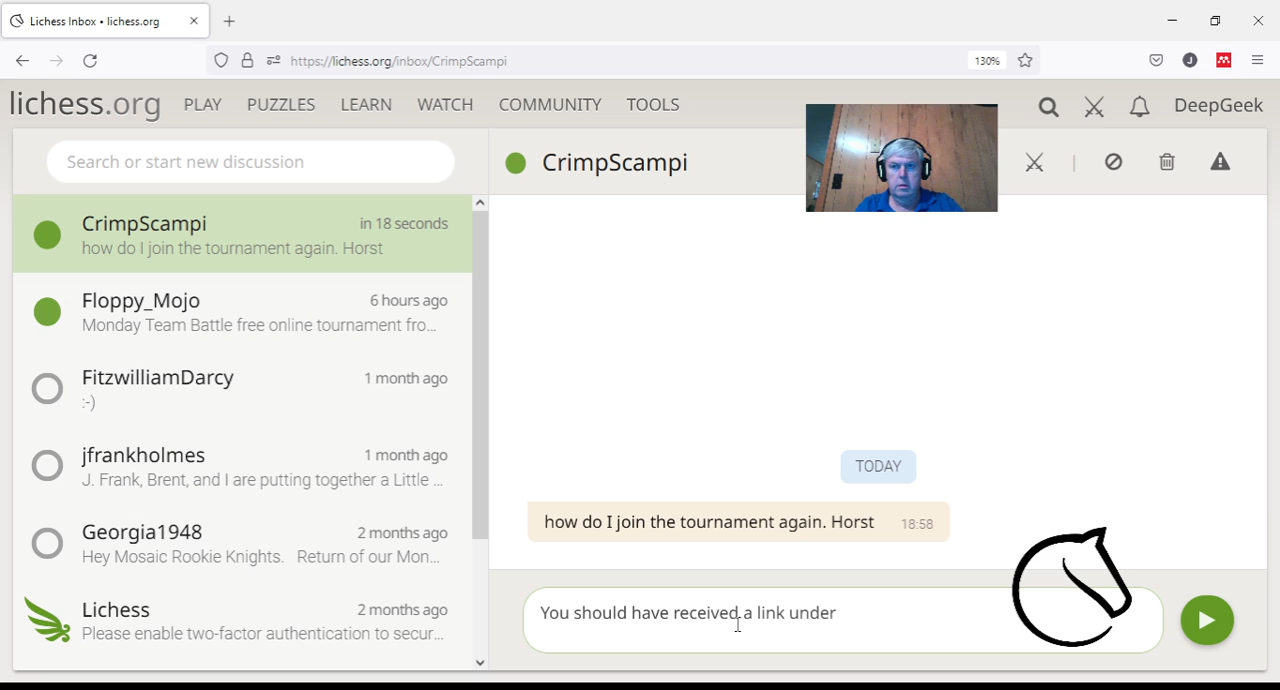 Lichess Inbox • lichess.org
https://lichess.org/inbox/CrimpScampi
130%
J
lichess.org PLAY PUZZLES LEARN WATCH COMMUNITY TOOLS DeepGeek
Search or start new discussion
CrimpScampi in 18 seconds
how do I join the tournament again. Horst
Floppy_Mojo 6 hours ago
Monday Team Battle free online tournament fro...
FitzwilliamDarcy 1 month ago
:-)
jfrankholmes 1 month ago
J. Frank, Brent, and I are putting together a Little ...
Georgia1948 2 months ago
Hey Mosaic Rookie Knights. Return of our Mon...
Lichess 2 months ago
Please enable two-factor authentication to secur...
CrimpScampi
TODAY
how do I join the tournament again. Horst 18:58
You should have received a link under